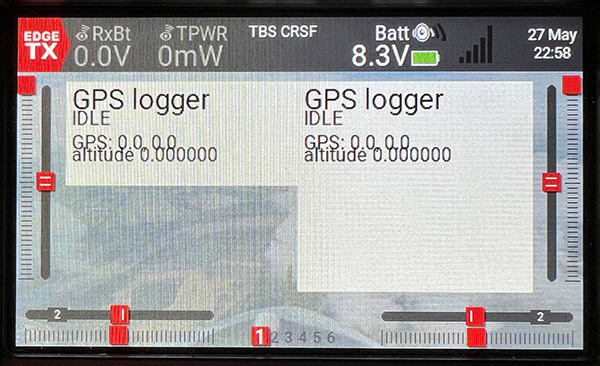 EDGE
TX
RxBt
0.0V
TPWR
0mW
TBS CRSF
Batt
8.3V
27 May
22:58
GPS logger
IDLE
GPS: 0.0, 0.0
altitude 0.000000
GPS logger
IDLE
GPS: 0.0, 0.0
altitude 0.000000
2
1 2 3 4 5 6
2